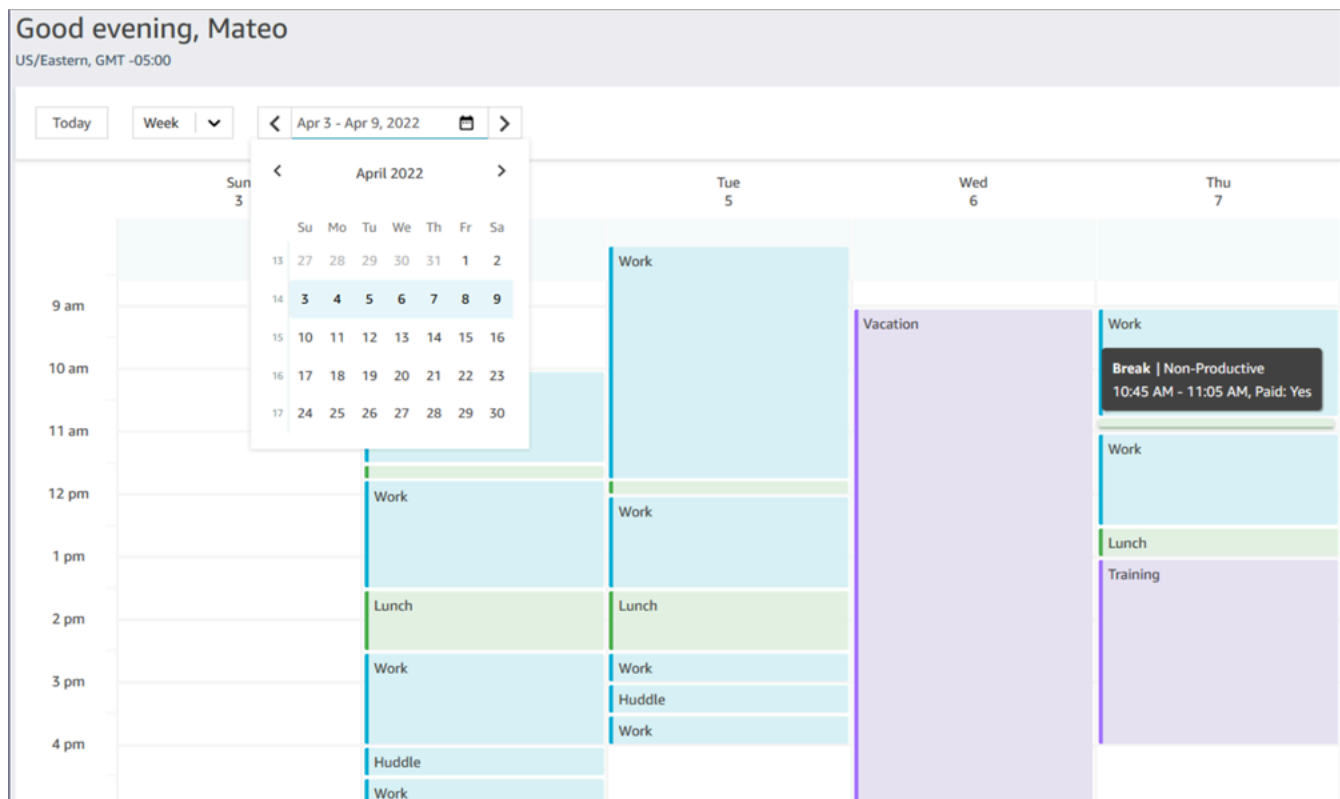 Good evening, Mateo
US/Eastern, GMT -05:00
Today
Week
Apr 3 - Apr 9, 2022
April 2022
Su Mo Tu We Th Fr Sa
13 27 28 29 30 31 1 2
14 3 4 5 6 7 8 9
15 10 11 12 13 14 15 16
16 17 18 19 20 21 22 23
17 24 25 26 27 28 29 30
Sun
3
Tue
5
Wed
6
Thu
7
9 am
10 am
11 am
12 pm
1 pm
2 pm
3 pm
4 pm
Work
Lunch
Work
Huddle
Work
Work
Work
Lunch
Work
Huddle
Work
Vacation
Work
Break | Non-Productive
10:45 AM - 11:05 AM, Paid: Yes
Work
Lunch
Training